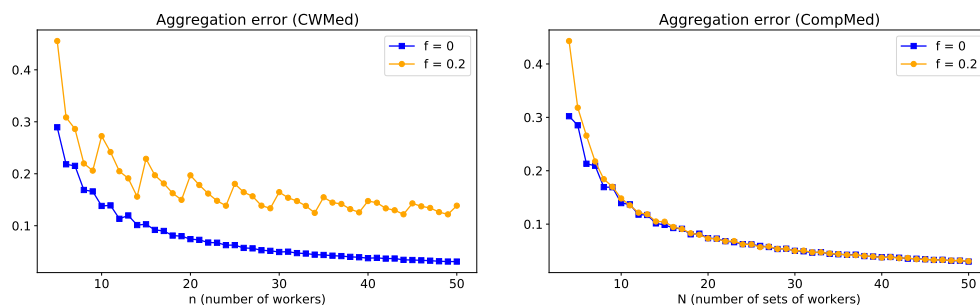 Aggregation error (CWMed)
f = 0
f = 0.2
0.4
0.3
0.2
0.1
10
20
30
40
50
n (number of workers)
Aggregation error (CompMed)
f = 0
f = 0.2
0.4
0.3
0.2
0.1
10
20
30
40
50
N (number of sets of workers)